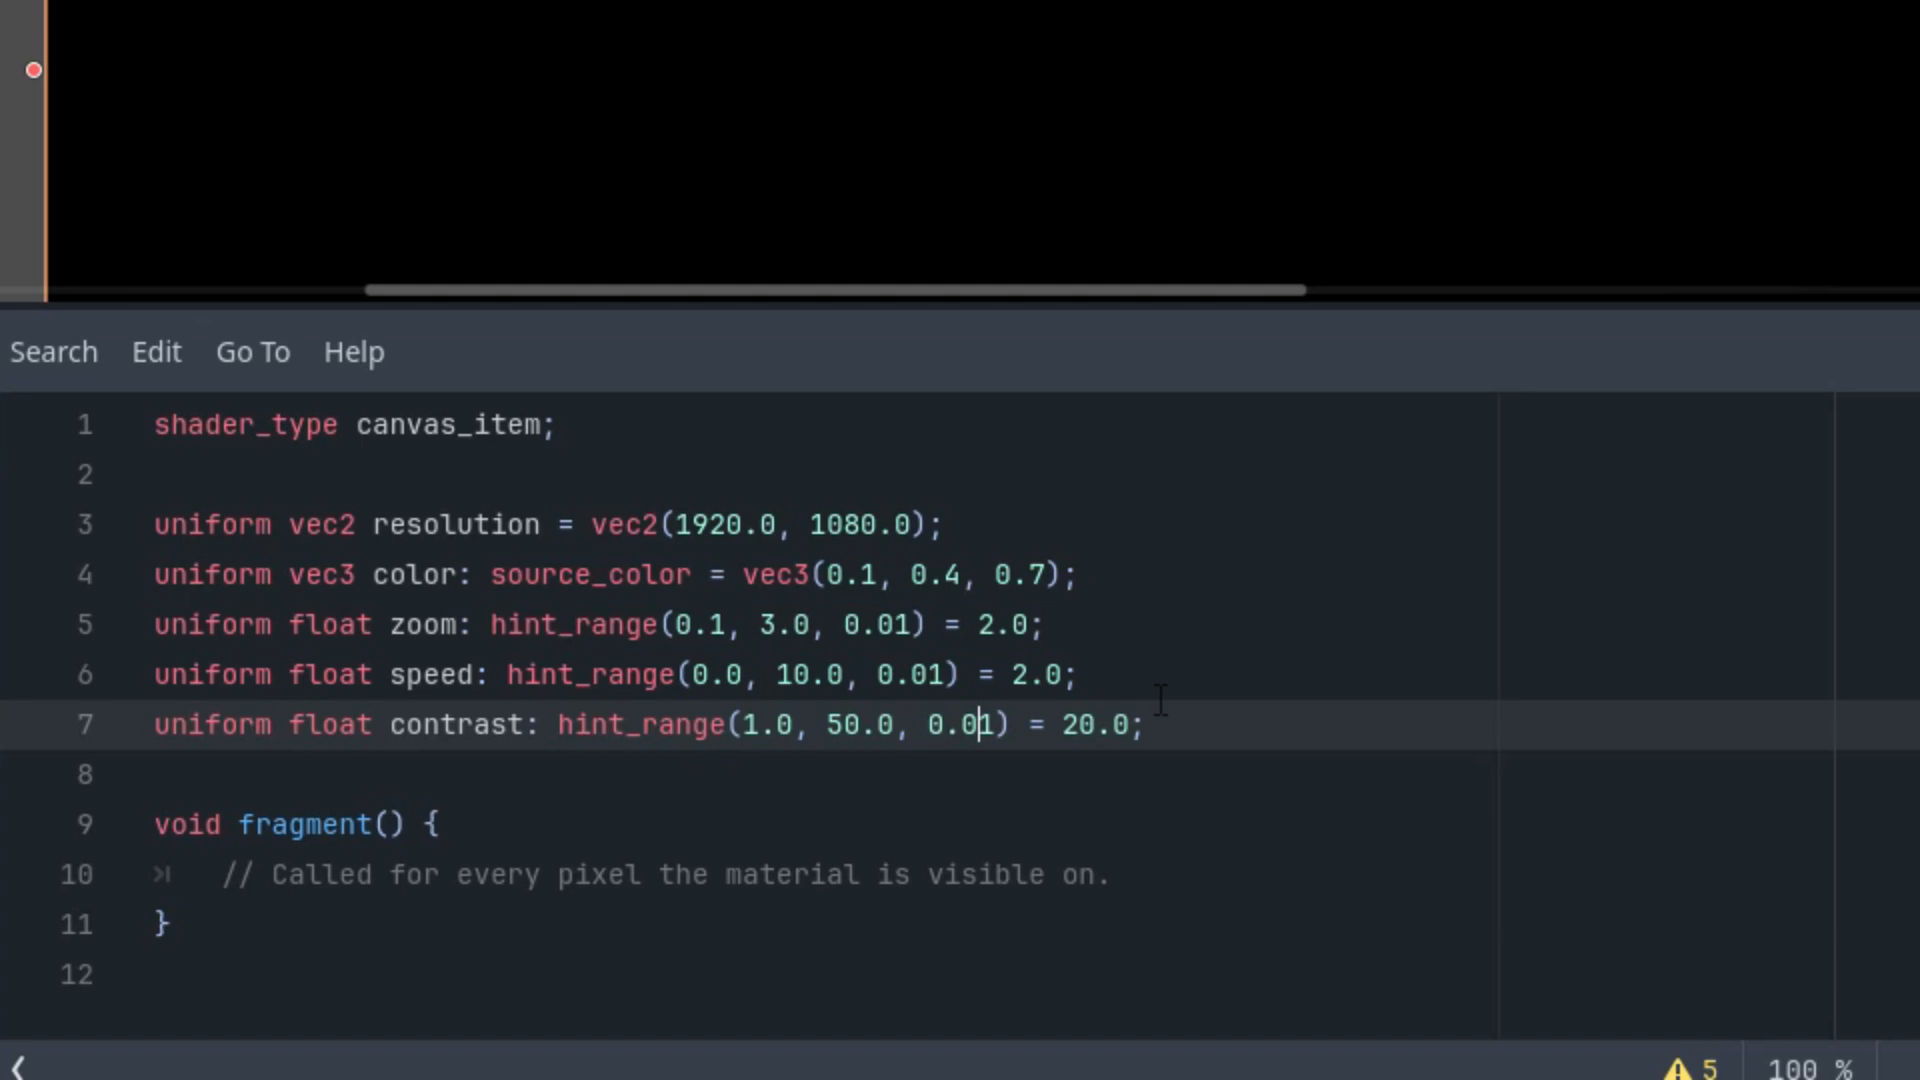 Search Edit Go To Help
1 shader_type canvas_item;
2
3 uniform vec2 resolution = vec2(1920.0, 1080.0);
4 uniform vec3 color: source_color = vec3(0.1, 0.4, 0.7);
5 uniform float zoom: hint_range(0.1, 3.0, 0.01) = 2.0;
6 uniform float speed: hint_range(0.0, 10.0, 0.01) = 2.0;
7 uniform float contrast: hint_range(1.0, 50.0, 0.01) = 20.0;
8
9 void fragment() {
10 // Called for every pixel the material is visible on.
11 }
12
5 100 %